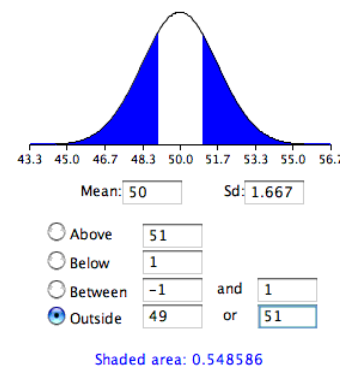 43.3 45.0 46.7 48.3 50.0 51.7 53.3 55.0 56.7
Mean: 50 Sd: 1.667
Above 51
Below 1
Between -1 and 1
Outside 49 or 51
Shaded area: 0.548586